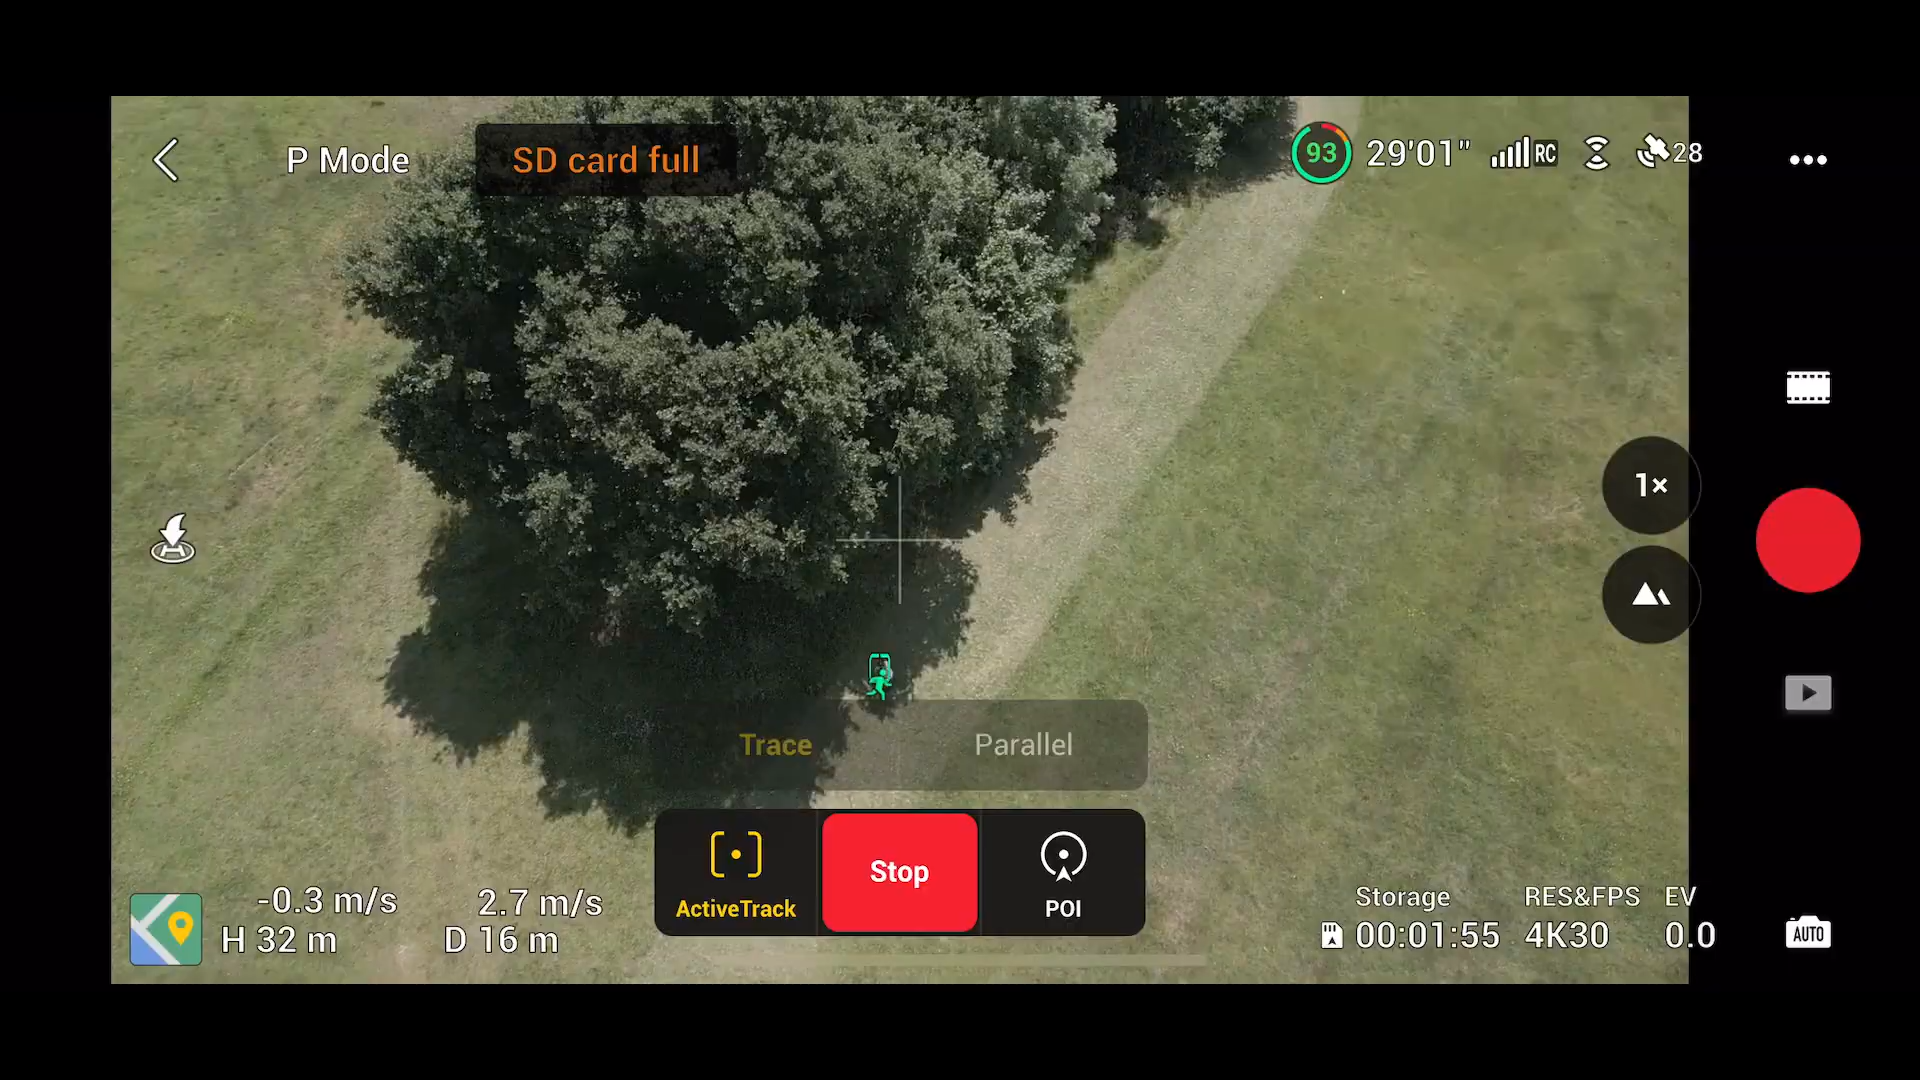 P Mode
SD card full
93
29'01"
RC
28
1×
Trace
Parallel
ActiveTrack
Stop
POI
-0.3 m/s
2.7 m/s
H 32 m
D 16 m
Storage
RES&FPS
EV
00:01:55
4K30
0.0
AUTO